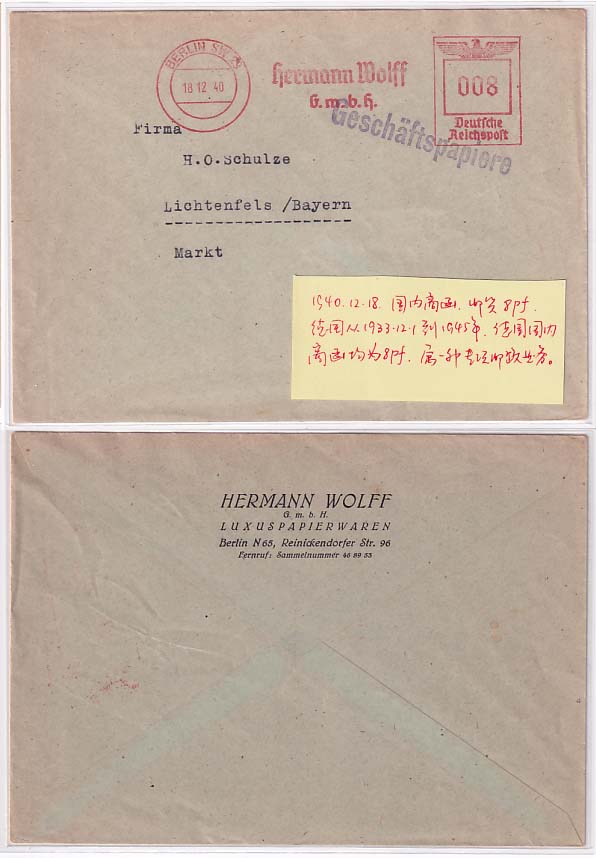 BERLIN SW
18.12.40
Hermann Wolff
G.m.b.H.
008
Deutsche
Reichspost
Geschäftspapiere
Firma
H.O.Schulze
Lichtenfels /Bayern
Markt
1940.12.18. 国内商函. 邮资8pf.
德国从1933.12.1到1945年. 德国国内
商函均为8pf. 属一种专项邮政业务。
HERMANN WOLFF
G. m. b. H.
LUXUSPAPIERWAREN
Berlin N 65, Reinickendorfer Str. 96
Fernruf: Sammelnummer 46 89 53